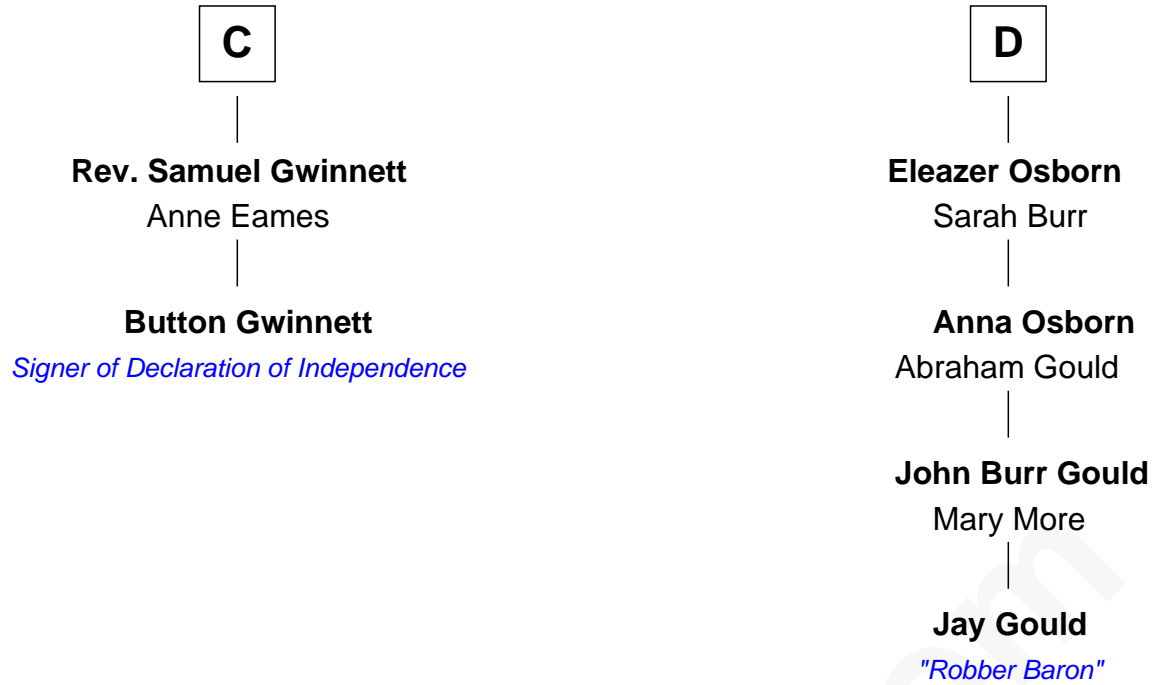 C
Rev. Samuel Gwinnett
Anne Eames
Button Gwinnett
Signer of Declaration of Independence
D
Eleazer Osborn
Sarah Burr
Anna Osborn
Abraham Gould
John Burr Gould
Mary More
Jay Gould
"Robber Baron"